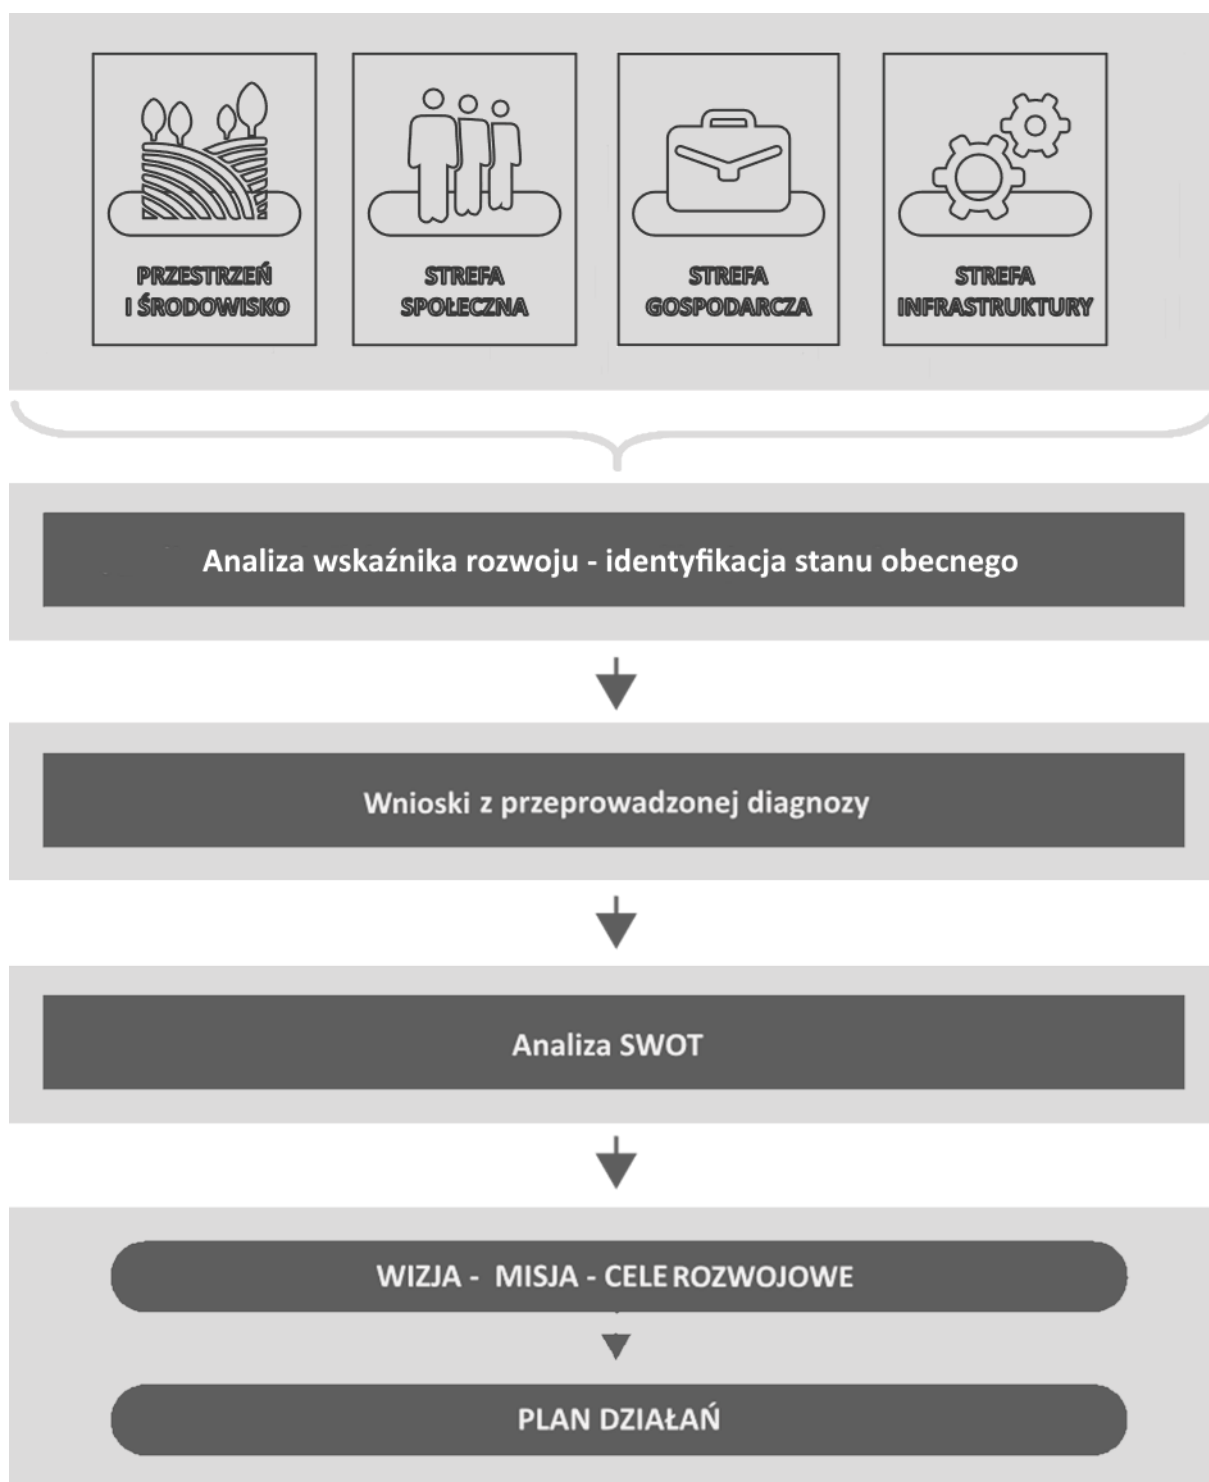 PRZESTRZEŃ
I ŚRODOWISKO
STREFA
SPOŁECZNA
STREFA
GOSPODARCZA
STREFA
INFRASTRUKTURY
Analiza wskaźnika rozwoju - identyfikacja stanu obecnego
Wnioski z przeprowadzonej diagnozy
Analiza SWOT
WIZJA - MISJA - CELE ROZWOJOWE
PLAN DZIAŁAŃ